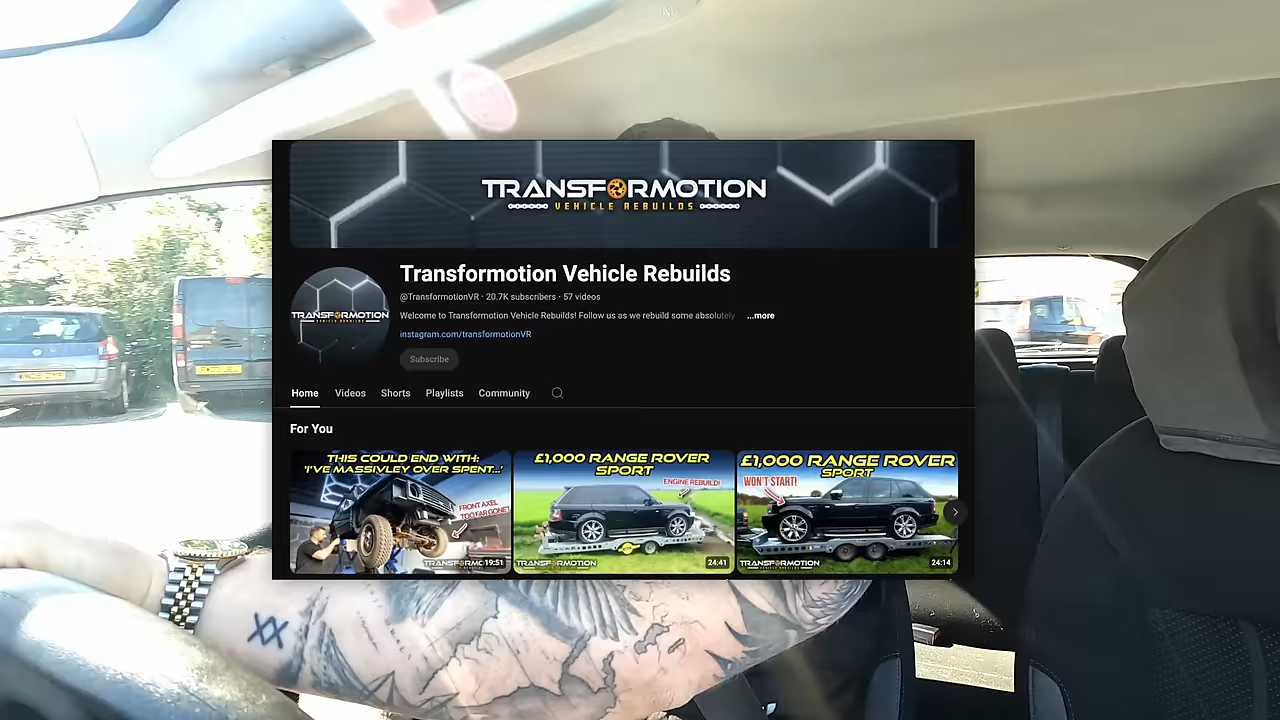 TRANSFORMOTION
VEHICLE REBUILDS
TRANSFORMOTION
Transformotion Vehicle Rebuilds
@TransformotionVR · 20.7K subscribers · 57 videos
Welcome to Transformotion Vehicle Rebuilds! Follow us as we rebuild some absolutely ...more
instagram.com/transformotionVR
Subscribe
Home Videos Shorts Playlists Community
For You
THIS COULD END WITH:
'I'VE MASSIVLEY OVER SPENT...'
FRONT AXEL
TOO FAR GONE!
19:51
£1,000 RANGE ROVER
SPORT
ENGINE REBUILD!
TRANSFORMOTION
24:41
£1,000 RANGE ROVER
SPORT
WON'T START!
TRANSFORMOTION
24:14
XX